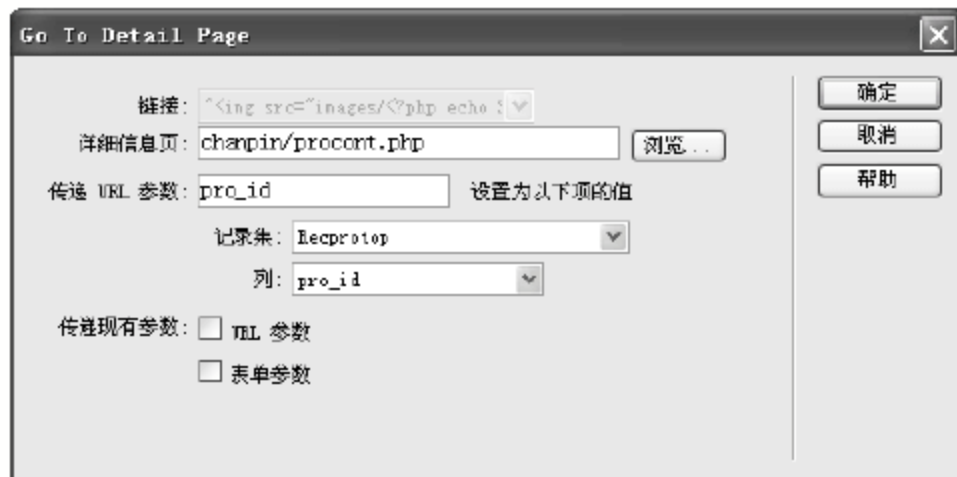 Go To Detail Page
链接: "<img src="images/<?php echo
确定
详细信息页: chanpin/procont.php 浏览...
取消
传递 URL 参数: pro_id 设置为以下项的值
帮助
记录集: Recprotop
列: pro_id
传递现有参数: URL 参数
表单参数